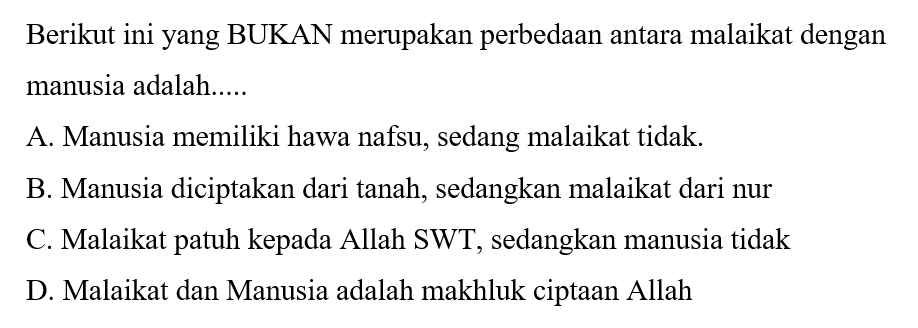 Berikut ini yang BUKAN merupakan perbedaan antara malaikat dengan
manusia adalah.....
A. Manusia memiliki hawa nafsu, sedang malaikat tidak.
B. Manusia diciptakan dari tanah, sedangkan malaikat dari nur
C. Malaikat patuh kepada Allah SWT, sedangkan manusia tidak
D. Malaikat dan Manusia adalah makhluk ciptaan Allah